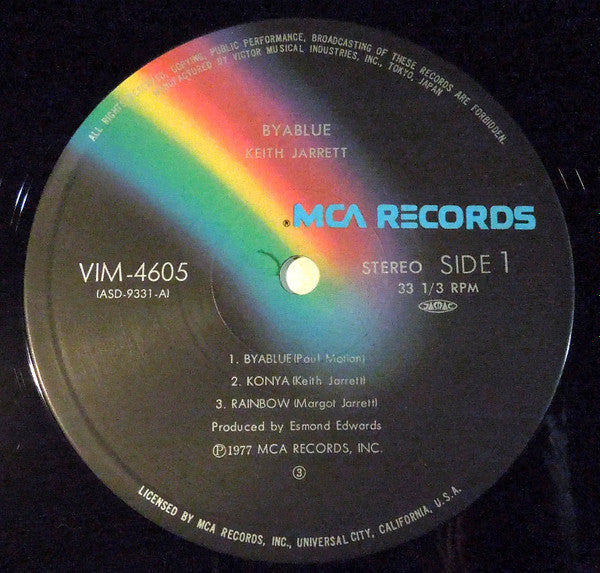 ALL RIGHTS RESERVED. COPYING, PUBLIC PERFORMANCE, BROADCASTING OF THESE RECORDS ARE FORBIDDEN.
MANUFACTURED BY VICTOR MUSICAL INDUSTRIES, INC., TOKYO, JAPAN
BYABLUE
KEITH JARRETT
®MCA RECORDS
VIM-4605
(ASD-9331-A)
STEREO SIDE 1
33 1/3 RPM
JASRAC
1. BYABLUE(Paul Motian)
2. KONYA(Keith Jarrett)
3. RAINBOW(Margot Jarrett)
Produced by Esmond Edwards
Ⓟ1977 MCA RECORDS, INC.
③
LICENSED BY MCA RECORDS, INC., UNIVERSAL CITY, CALIFORNIA, U.S.A.